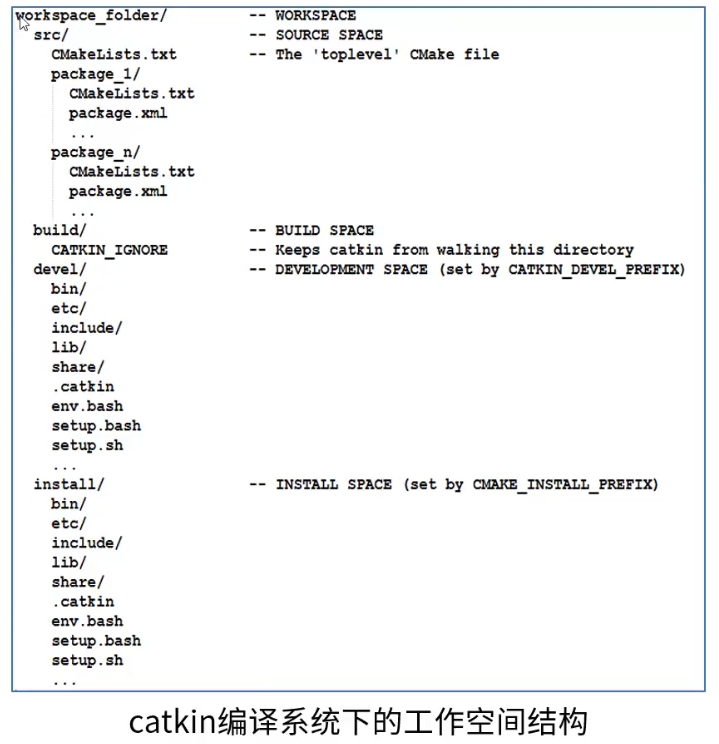 workspace_folder/ -- WORKSPACE
src/ -- SOURCE SPACE
CMakeLists.txt -- The 'toplevel' CMake file
package_1/
CMakeLists.txt
package.xml
...
package_n/
CMakeLists.txt
package.xml
...
build/ -- BUILD SPACE
CATKIN_IGNORE -- Keeps catkin from walking this directory
devel/ -- DEVELOPMENT SPACE (set by CATKIN_DEVEL_PREFIX)
bin/
etc/
include/
lib/
share/
.catkin
env.bash
setup.bash
setup.sh
...
install/ -- INSTALL SPACE (set by CMAKE_INSTALL_PREFIX)
bin/
etc/
include/
lib/
share/
.catkin
env.bash
setup.bash
setup.sh
...
catkin编译系统下的工作空间结构